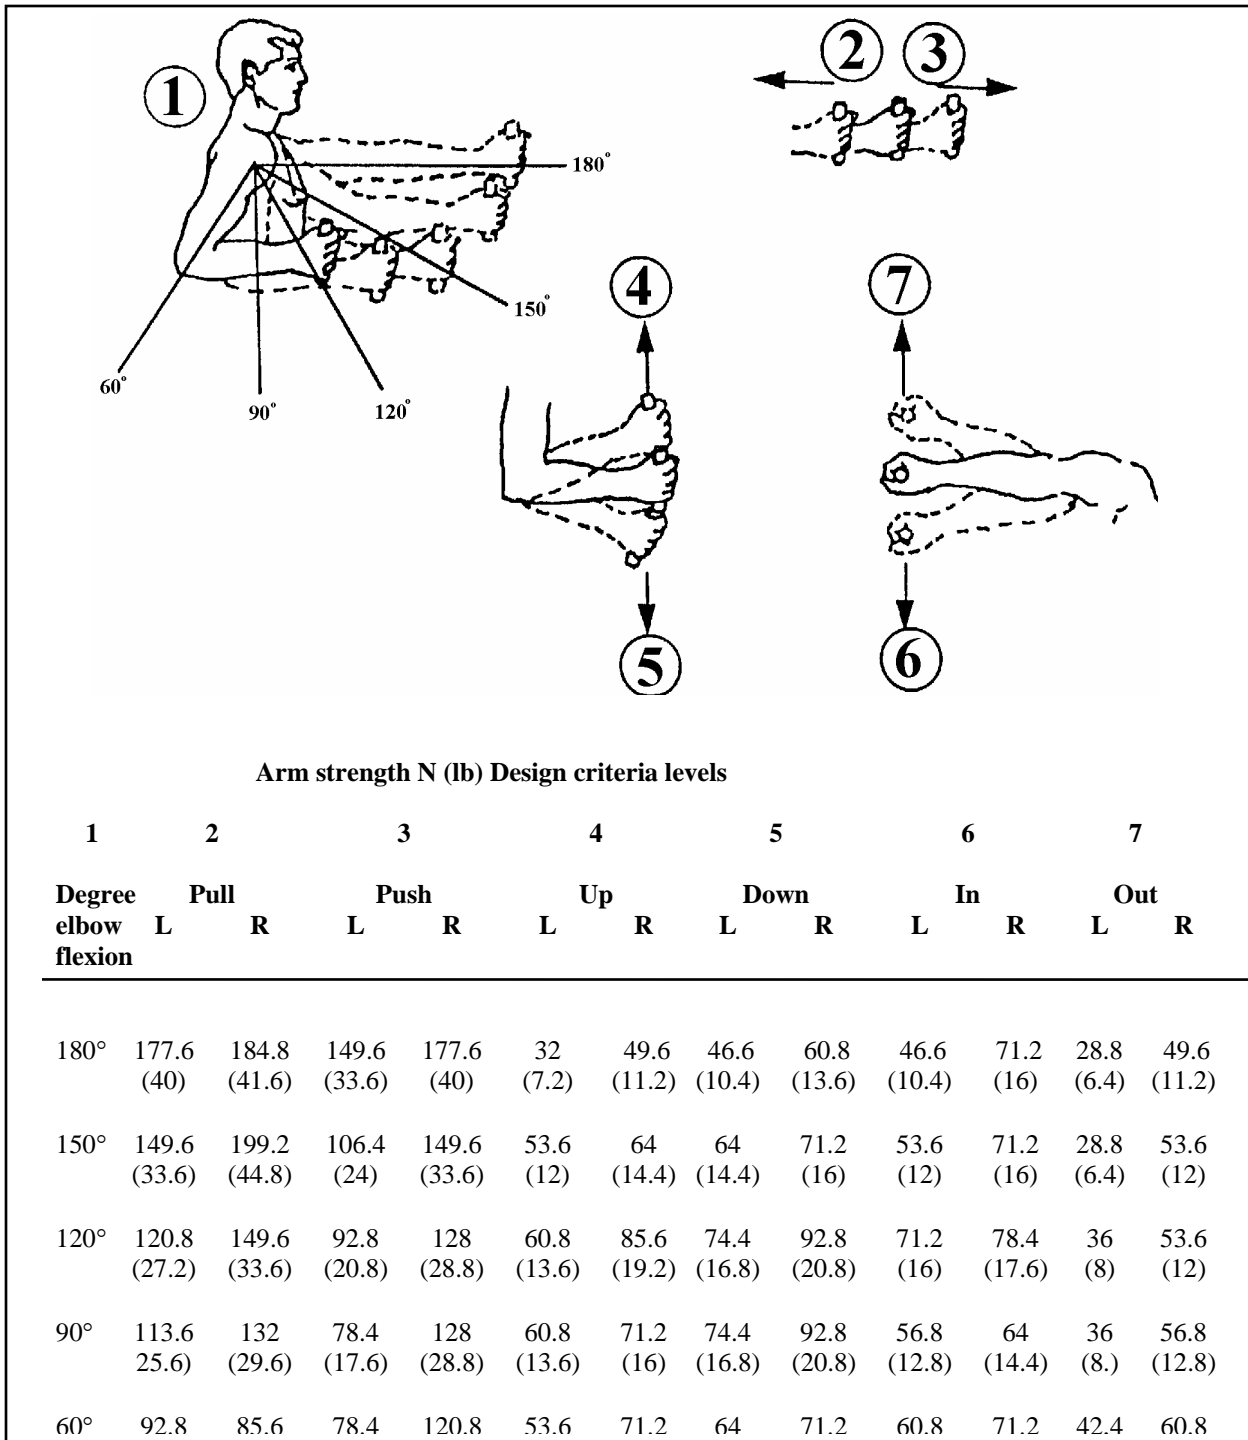 1
2 3
180°
150°
60°
90°
120°
4 7
5 6
Arm strength N (lb) Design criteria levels
1 2 3 4 5 6 7
Degree Pull Push Up Down In Out
elbow L R L R L R L R L R L R
flexion
180° 177.6 184.8 149.6 177.6 32 49.6 46.6 60.8 46.6 71.2 28.8 49.6
(40) (41.6) (33.6) (40) (7.2) (11.2) (10.4) (13.6) (10.4) (16) (6.4) (11.2)
150° 149.6 199.2 106.4 149.6 53.6 64 64 71.2 53.6 71.2 28.8 53.6
(33.6) (44.8) (24) (33.6) (12) (14.4) (14.4) (16) (12) (16) (6.4) (12)
120° 120.8 149.6 92.8 128 60.8 85.6 74.4 92.8 71.2 78.4 36 53.6
(27.2) (33.6) (20.8) (28.8) (13.6) (19.2) (16.8) (20.8) (16) (17.6) (8) (12)
90° 113.6 132 78.4 128 60.8 71.2 74.4 92.8 56.8 64 36 56.8
25.6) (29.6) (17.6) (28.8) (13.6) (16) (16.8) (20.8) (12.8) (14.4) (8.) (12.8)
60° 92.8 85.6 78.4 120.8 53.6 71.2 64 71.2 60.8 71.2 42.4 60.8